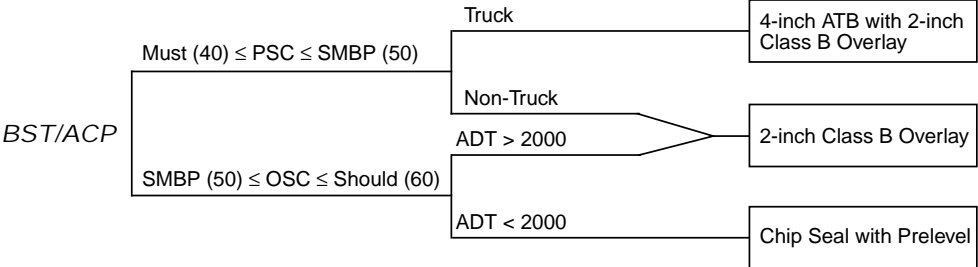 Truck
4-inch ATB with 2-inch
Class B Overlay
Must (40) ≤ PSC ≤ SMBP (50)
Non-Truck
BST/ACP
ADT > 2000
2-inch Class B Overlay
SMBP (50) ≤ OSC ≤ Should (60)
ADT < 2000
Chip Seal with Prelevel